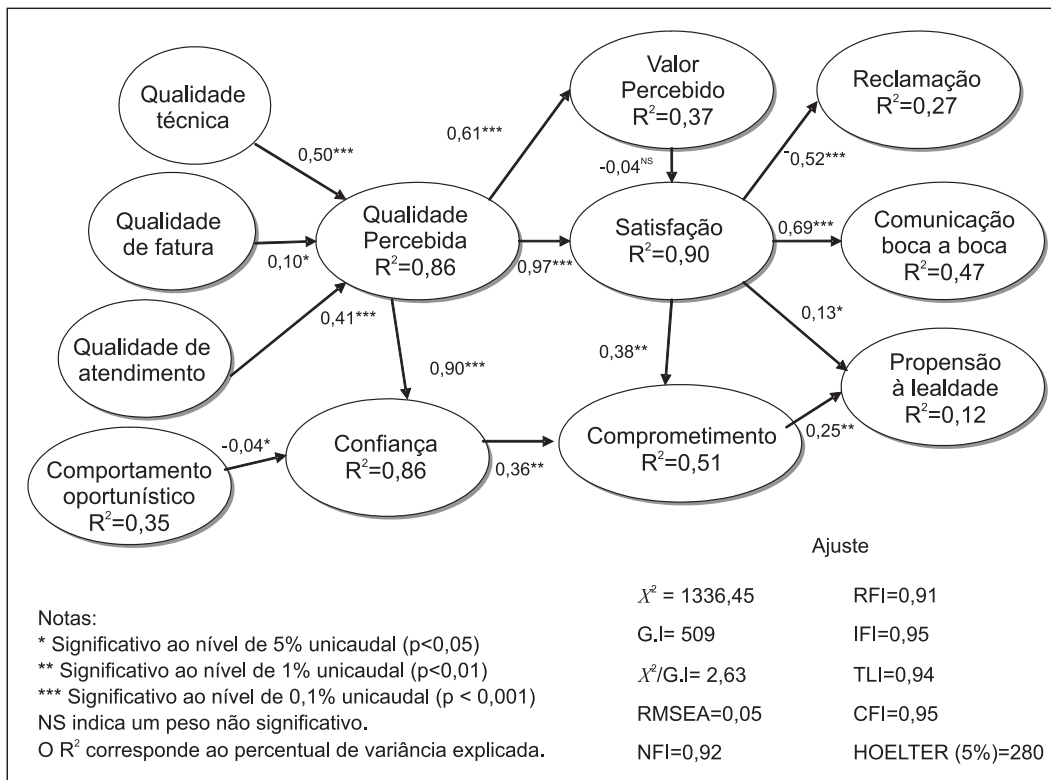 Qualidade
técnica
Valor
Percebido
R²=0,37
Reclamação
R²=0,27
0,50***
0,61***
-0,04ᴺˢ
-0,52***
Qualidade
de fatura
0,10*
Qualidade
Percebida
R²=0,86
0,97***
Satisfação
R²=0,90
0,69***
Comunicação
boca a boca
R²=0,47
Qualidade de
atendimento
0,41***
0,90***
0,38**
0,13*
Propensão
à lealdade
R²=0,12
Comportamento
oportunístico
R²=0,35
-0,04*
Confiança
R²=0,86
0,36**
Comprometimento
R²=0,51
0,25**
Ajuste
Notas:
* Significativo ao nível de 5% unicaudal (p<0,05)
** Significativo ao nível de 1% unicaudal (p<0,01)
*** Significativo ao nível de 0,1% unicaudal (p < 0,001)
NS indica um peso não significativo.
O R² corresponde ao percentual de variância explicada.
X² = 1336,45
G.l= 509
X²/G.l= 2,63
RMSEA=0,05
NFI=0,92
RFI=0,91
IFI=0,95
TLI=0,94
CFI=0,95
HOELTER (5%)=280